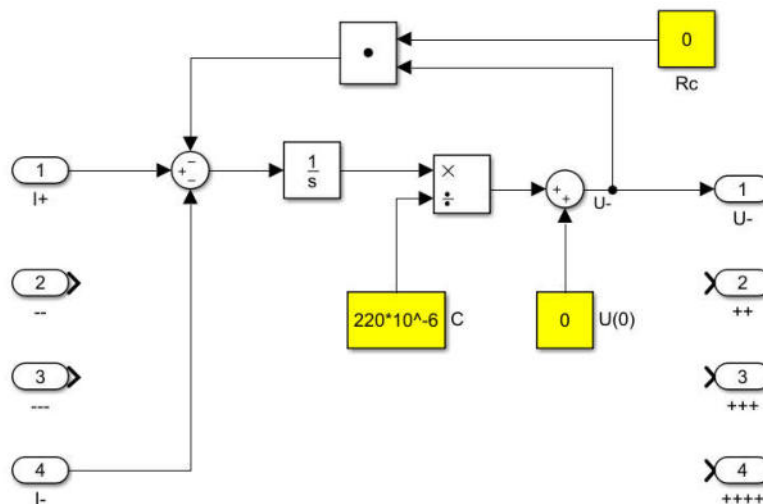 0
Rc
1
I+
1
s
×
÷
U-
1
U-
2
--
220*10^-6
C
0
U(0)
2
++
3
---
3
+++
4
I-
4
++++